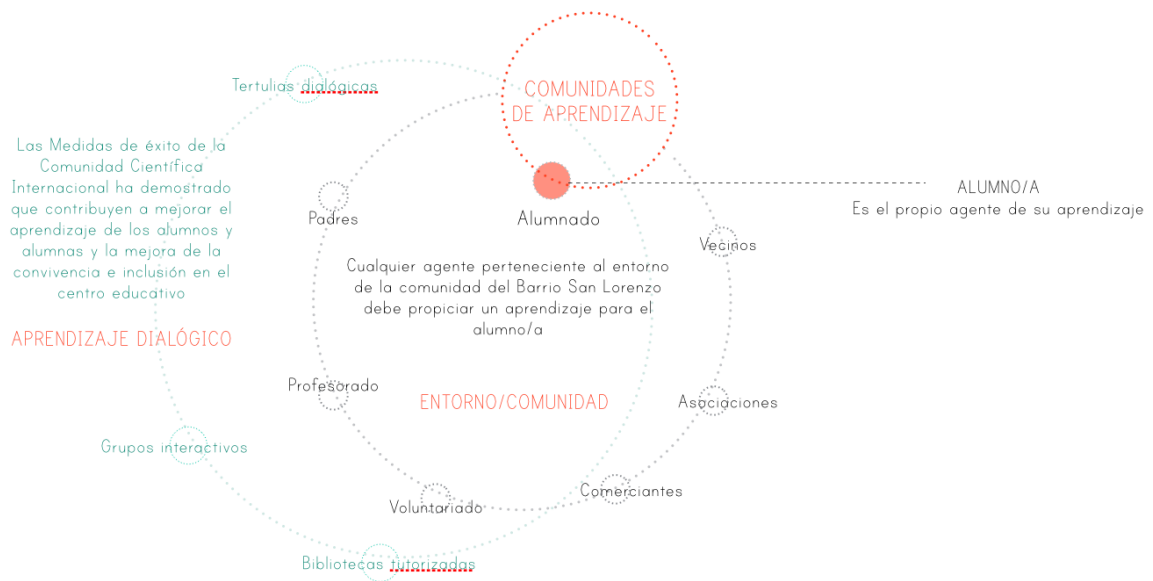 Tertulias dialógicas
COMUNIDADES
DE APRENDIZAJE
Las Medidas de éxito de la
Comunidad Científica
Internacional ha demostrado
que contribuyen a mejorar el
aprendizaje de los alumnos y
alumnas y la mejora de la
convivencia e inclusión en el
centro educativo
Padres
Alumnado
ALUMNO/A
Es el propio agente de su aprendizaje
Vecinos
Cualquier agente perteneciente al entorno
de la comunidad del Barrio San Lorenzo
debe propiciar un aprendizaje para el
alumno/a
APRENDIZAJE DIALÓGICO
Profesorado
ENTORNO/COMUNIDAD
Asociaciones
Grupos interactivos
Voluntariado
Comerciantes
Bibliotecas tutorizadas